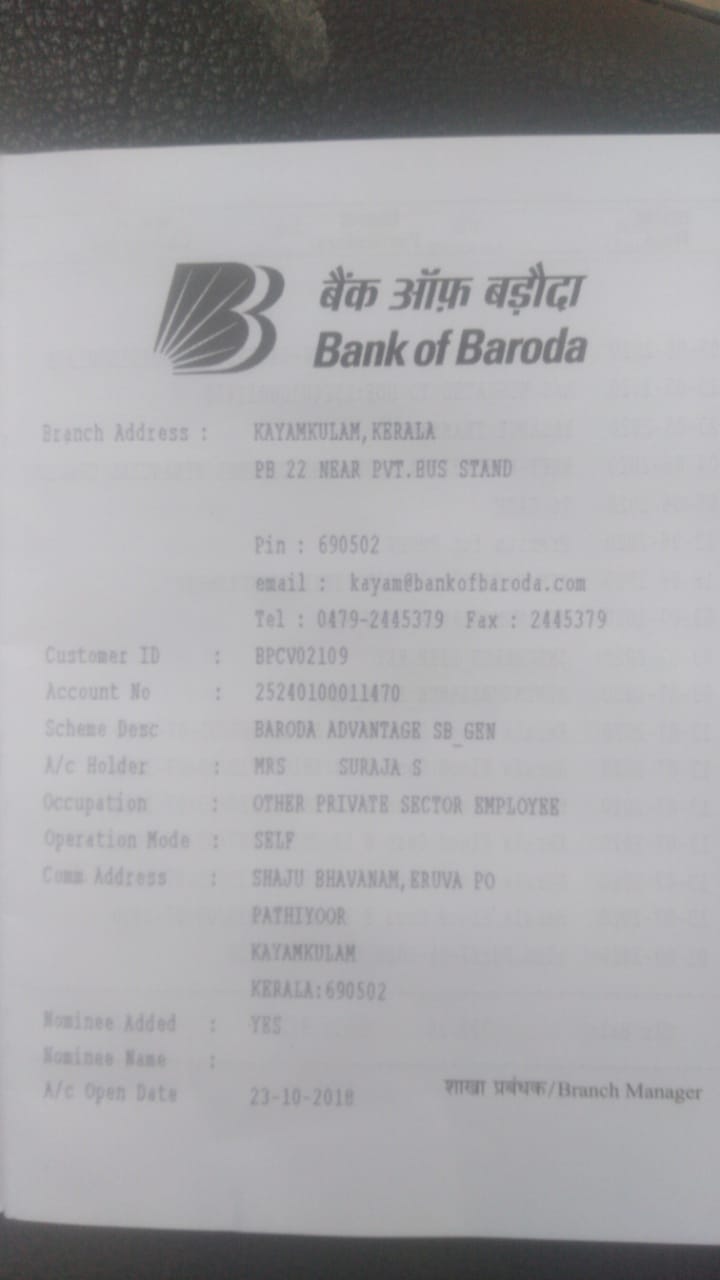 बैंक ऑफ़ बड़ौदा
Bank of Baroda
Branch Address : KAYAMKULAM,KERALA
PB 22 NEAR PVT.BUS STAND
Pin : 690502
email : kayam@bankofbaroda.com
Tel : 0479-2445379 Fax : 2445379
Customer ID : BPCV02109
Account No : 25240100011470
Scheme Desc : BARODA ADVANTAGE SB_GEN
A/c Holder : MRS SURAJA S
Occupation : OTHER PRIVATE SECTOR EMPLOYEE
Operation Mode : SELF
Comm Address : SHAJU BHAVANAM,ERUVA PO
PATHIYOOR
KAYAMKULAM
KERALA:690502
Nominee Added : YES
Nominee Name :
A/c Open Date 23-10-2018
शाखा प्रबंधक/Branch Manager